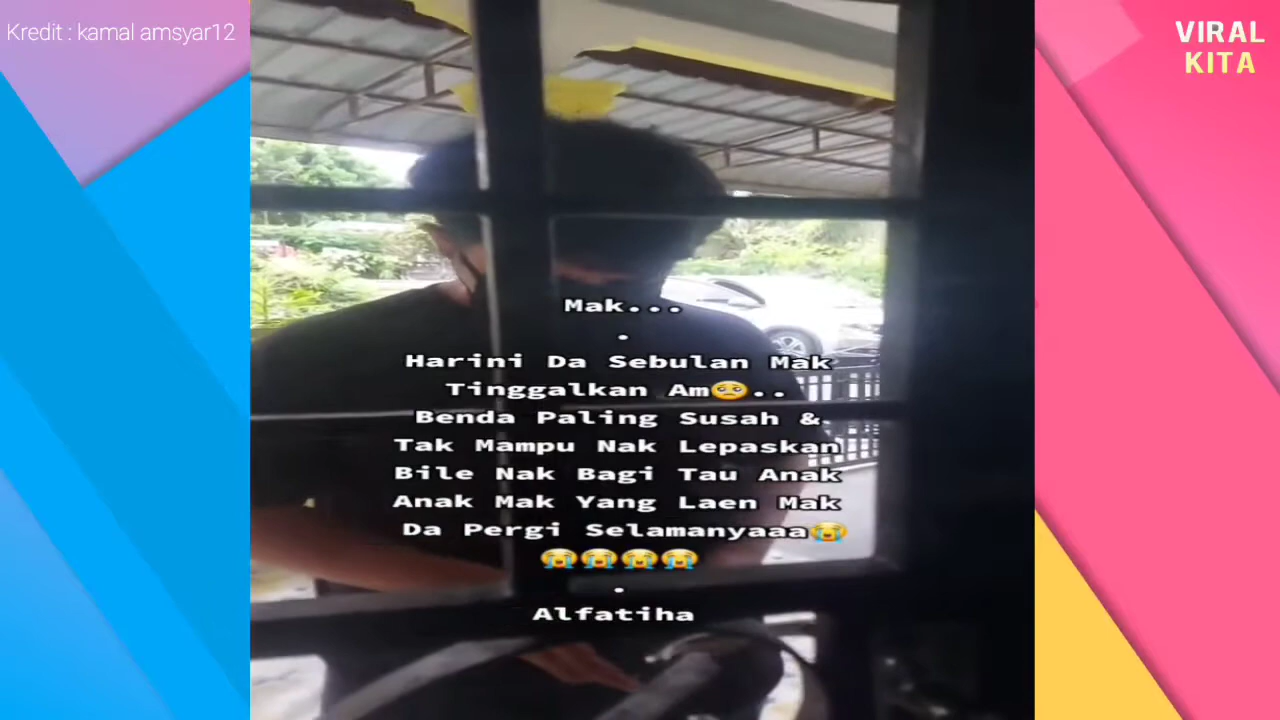 Kredit : kamal amsyar12
VIRAL
KITA
Mak...
.
Harini Da Sebulan Mak
Tinggalkan Am🥺..
Benda Paling Susah &
Tak Mampu Nak Lepaskan
Bile Nak Bagi Tau Anak
Anak Mak Yang Laen Mak
Da Pergi Selamanyaaa😭
😭😭😭😭
.
Alfatiha